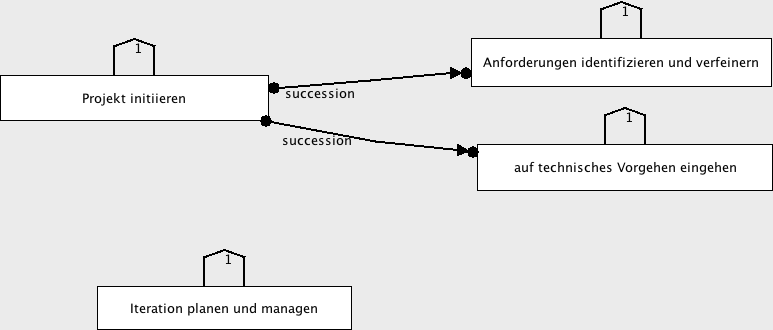 1
Anforderungen identifizieren und verfeinern
1
Projekt initiieren
succession
1
auf technisches Vorgehen eingehen
succession
1
Iteration planen und managen